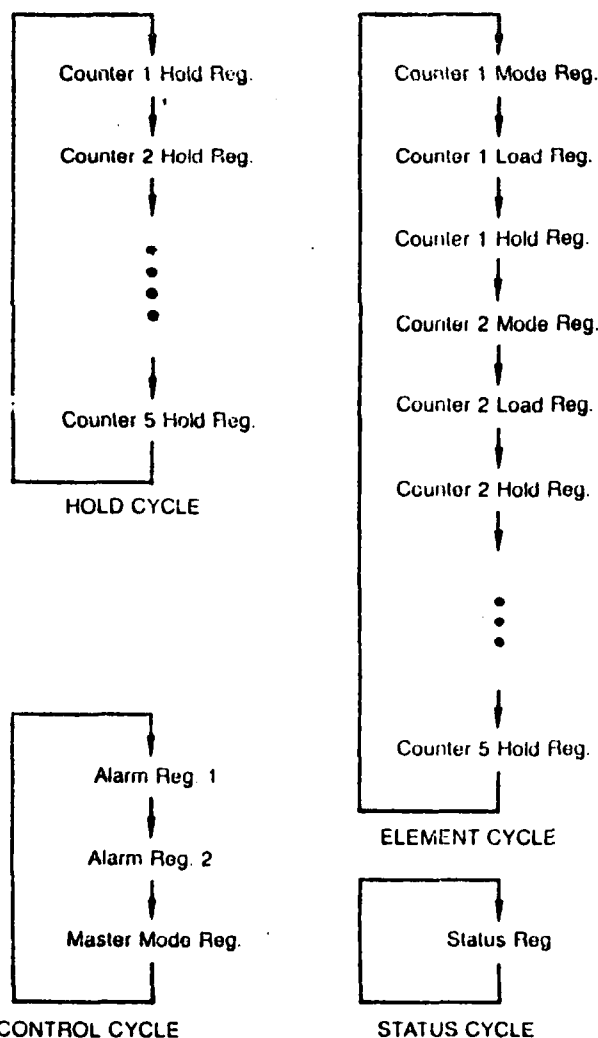 Counter 1 Hold Reg.
Counter 2 Hold Reg.
Counter 5 Hold Reg.
HOLD CYCLE
Counter 1 Mode Reg.
Counter 1 Load Reg.
Counter 1 Hold Reg.
Counter 2 Mode Reg.
Counter 2 Load Reg.
Counter 2 Hold Reg.
Counter 5 Hold Reg.
ELEMENT CYCLE
Alarm Reg. 1
Alarm Reg. 2
Master Mode Reg.
CONTROL CYCLE
Status Reg
STATUS CYCLE